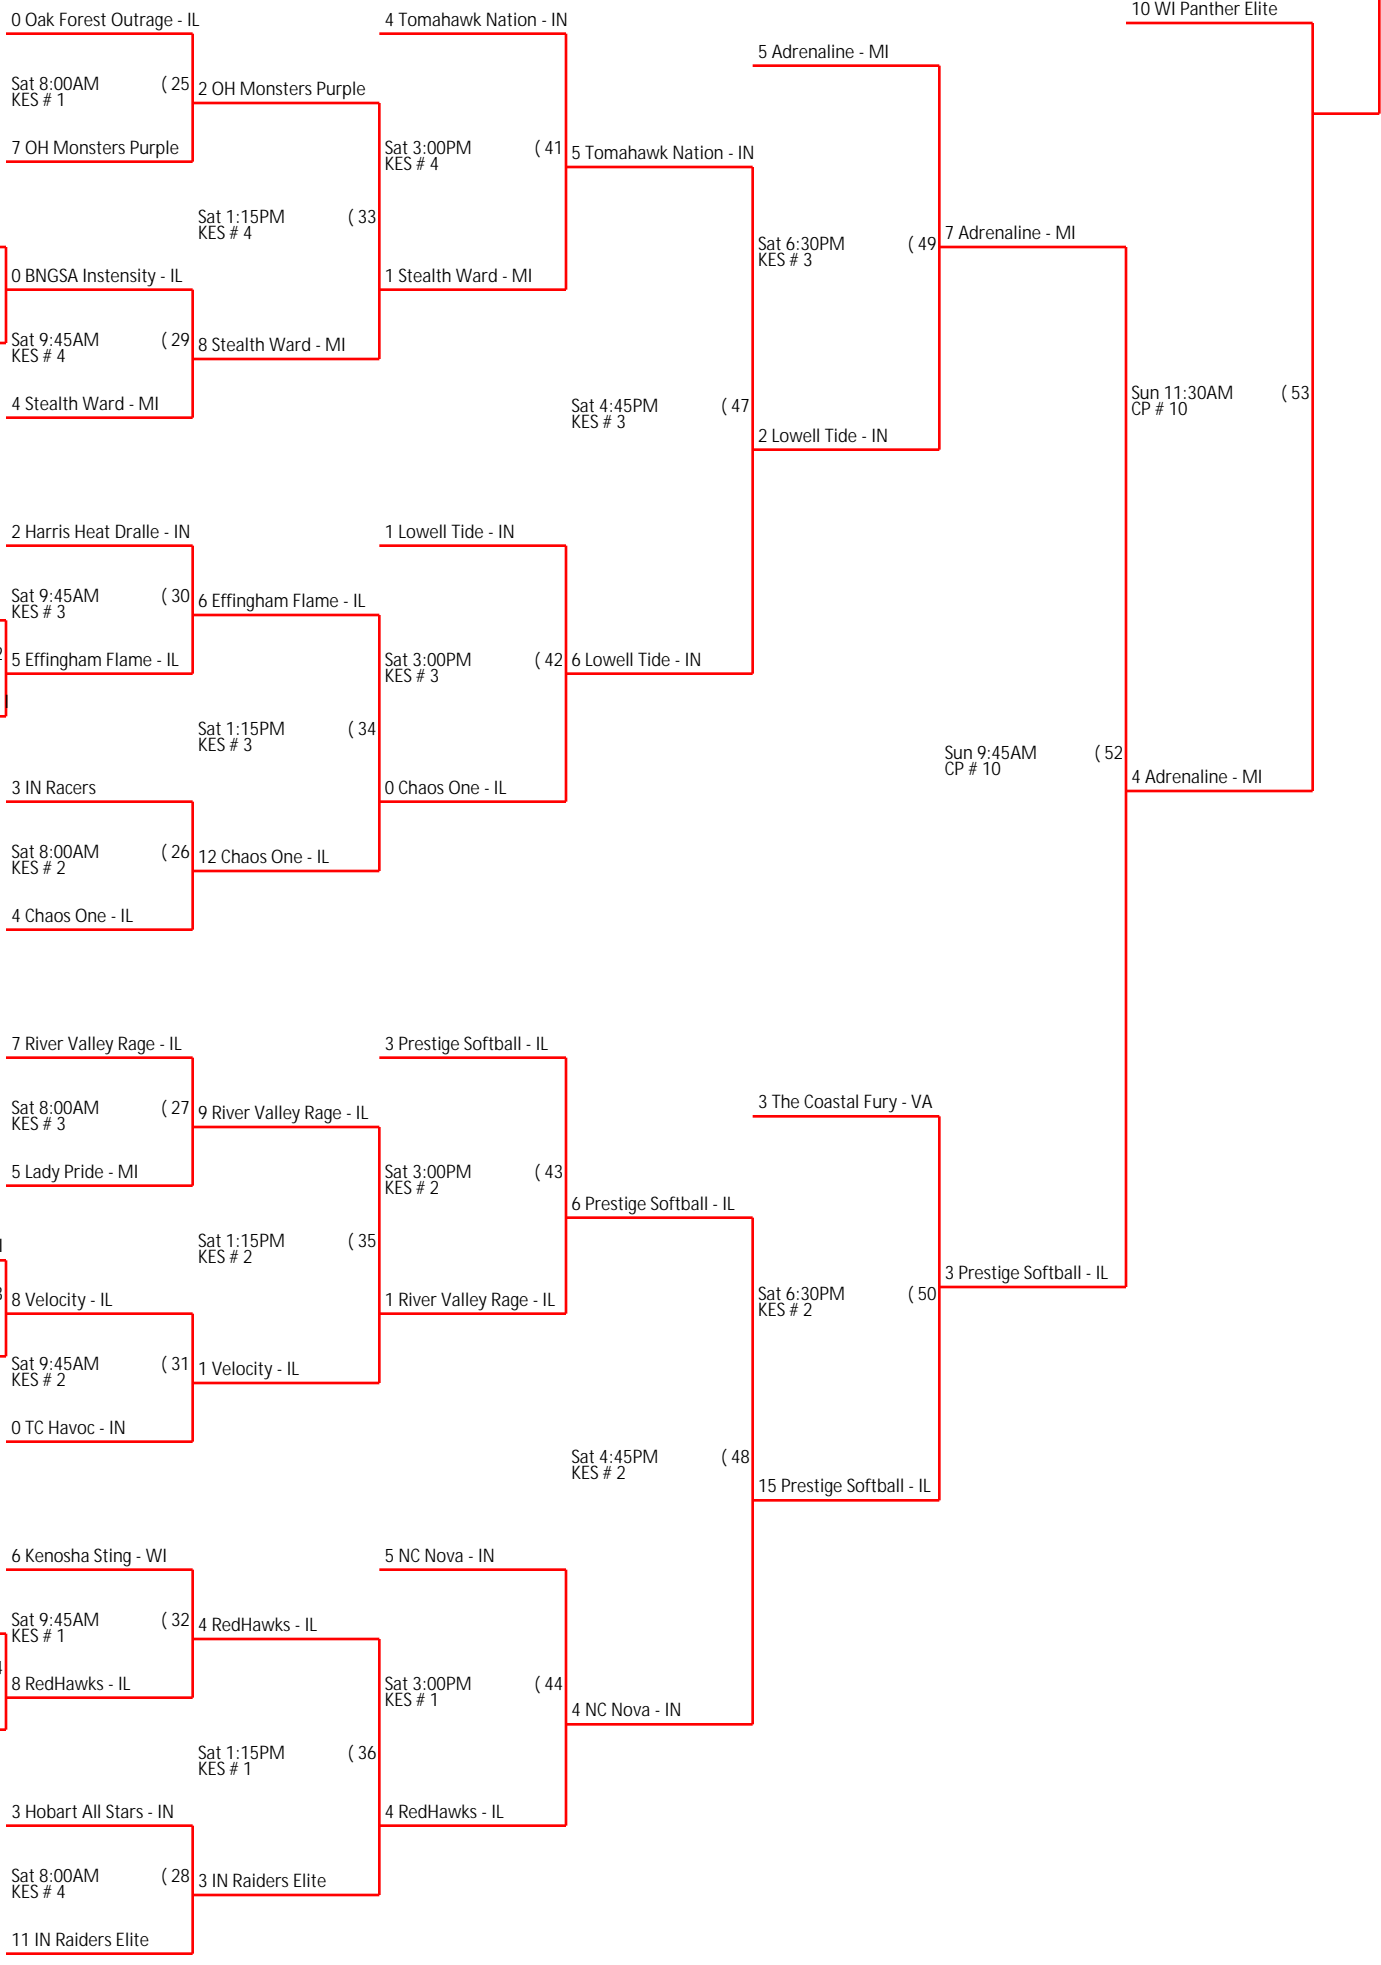 10 WI Panther Elite
0 Oak Forest Outrage - IL
4 Tomahawk Nation - IN
5 Adrenaline - MI
Sat 8:00AM ( 25
KES # 1
2 OH Monsters Purple
7 OH Monsters Purple
Sat 3:00PM ( 41
KES # 4
5 Tomahawk Nation - IN
Sat 1:15PM ( 33
KES # 4
7 Adrenaline - MI
Sat 6:30PM ( 49
KES # 3
0 BNGSA Instensity - IL
1 Stealth Ward - MI
Sat 9:45AM ( 29
KES # 4
8 Stealth Ward - MI
4 Stealth Ward - MI
Sat 4:45PM ( 47
KES # 3
Sun 11:30AM ( 53
CP # 10
2 Lowell Tide - IN
2 Harris Heat Dralle - IN
1 Lowell Tide - IN
Sat 9:45AM ( 30
KES # 3
6 Effingham Flame - IL
5 Effingham Flame - IL
Sat 3:00PM ( 42
KES # 3
6 Lowell Tide - IN
Sat 1:15PM ( 34
KES # 3
Sun 9:45AM ( 52
CP # 10
4 Adrenaline - MI
3 IN Racers
0 Chaos One - IL
Sat 8:00AM ( 26
KES # 2
12 Chaos One - IL
4 Chaos One - IL
7 River Valley Rage - IL
3 Prestige Softball - IL
Sat 8:00AM ( 27
KES # 3
9 River Valley Rage - IL
3 The Coastal Fury - VA
5 Lady Pride - MI
Sat 3:00PM ( 43
KES # 2
6 Prestige Softball - IL
Sat 1:15PM ( 35
KES # 2
3 Prestige Softball - IL
8 Velocity - IL
1 River Valley Rage - IL
Sat 6:30PM ( 50
KES # 2
Sat 9:45AM ( 31
KES # 2
1 Velocity - IL
0 TC Havoc - IN
Sat 4:45PM ( 48
KES # 2
15 Prestige Softball - IL
6 Kenosha Sting - WI
5 NC Nova - IN
Sat 9:45AM ( 32
KES # 1
4 RedHawks - IL
8 RedHawks - IL
Sat 3:00PM ( 44
KES # 1
4 NC Nova - IN
Sat 1:15PM ( 36
KES # 1
3 Hobart All Stars - IN
4 RedHawks - IL
Sat 8:00AM ( 28
KES # 4
3 IN Raiders Elite
11 IN Raiders Elite